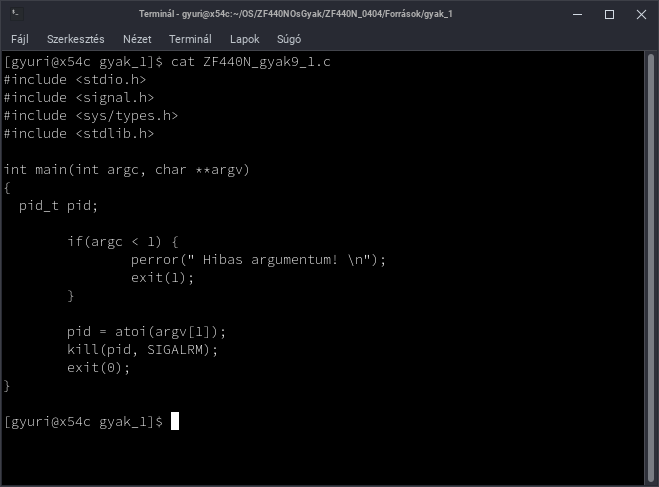 Terminál - gyuri@x54c:~/OS/ZF440NOsGyak/ZF440N_0404/Források/gyak_1
Fájl Szerkesztés Nézet Terminál Lapok Súgó
[gyuri@x54c gyak_1]$ cat ZF440N_gyak9_1.c
#include <stdio.h>
#include <signal.h>
#include <sys/types.h>
#include <stdlib.h>

int main(int argc, char **argv)
{
  pid_t pid;

        if(argc < 1) {
                perror(" Hibas argumentum! \n");
                exit(1);
        }

        pid = atoi(argv[1]);
        kill(pid, SIGALRM);
        exit(0);
}

[gyuri@x54c gyak_1]$